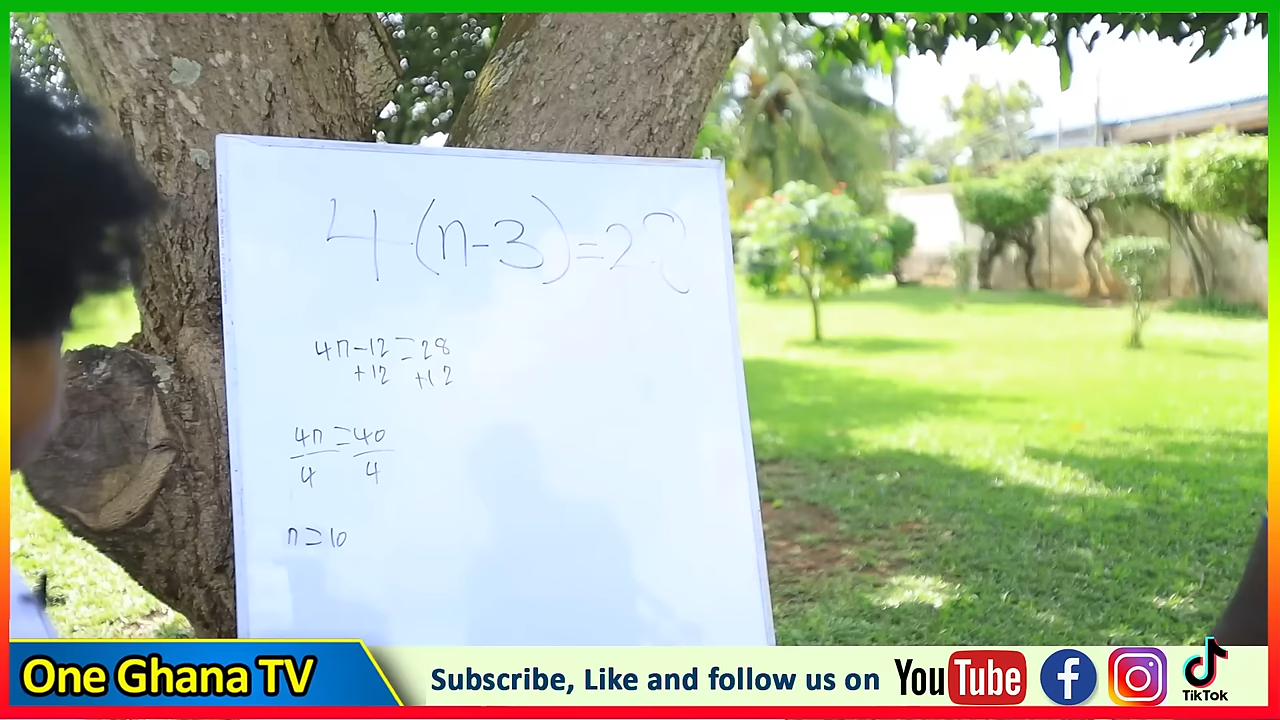 4(n-3)=28
4n-12=28
+12 +12
4n=40
4 4
n=10
One Ghana TV
Subscribe, Like and follow us on YouTube
TikTok